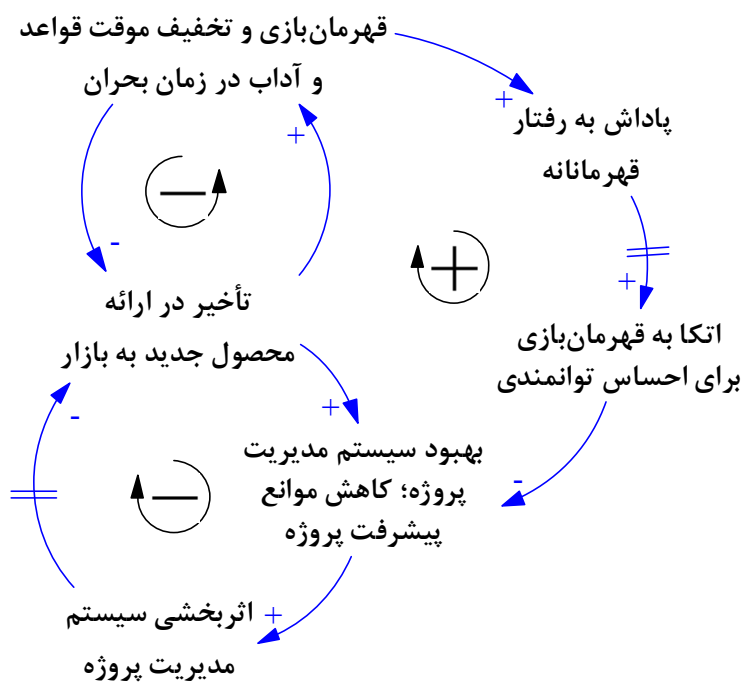 قهرمان‌بازی و تخفیف موقت قواعد
و آداب در زمان بحران
+
پاداش به رفتار
قهرمانانه
+
-
+
تأخیر در ارائه
محصول جدید به بازار
اتکا به قهرمان‌بازی
برای احساس توانمندی
+
-
بهبود سیستم مدیریت
پروژه؛ کاهش موانع
پیشرفت پروژه
-
+
اثربخشی سیستم
مدیریت پروژه